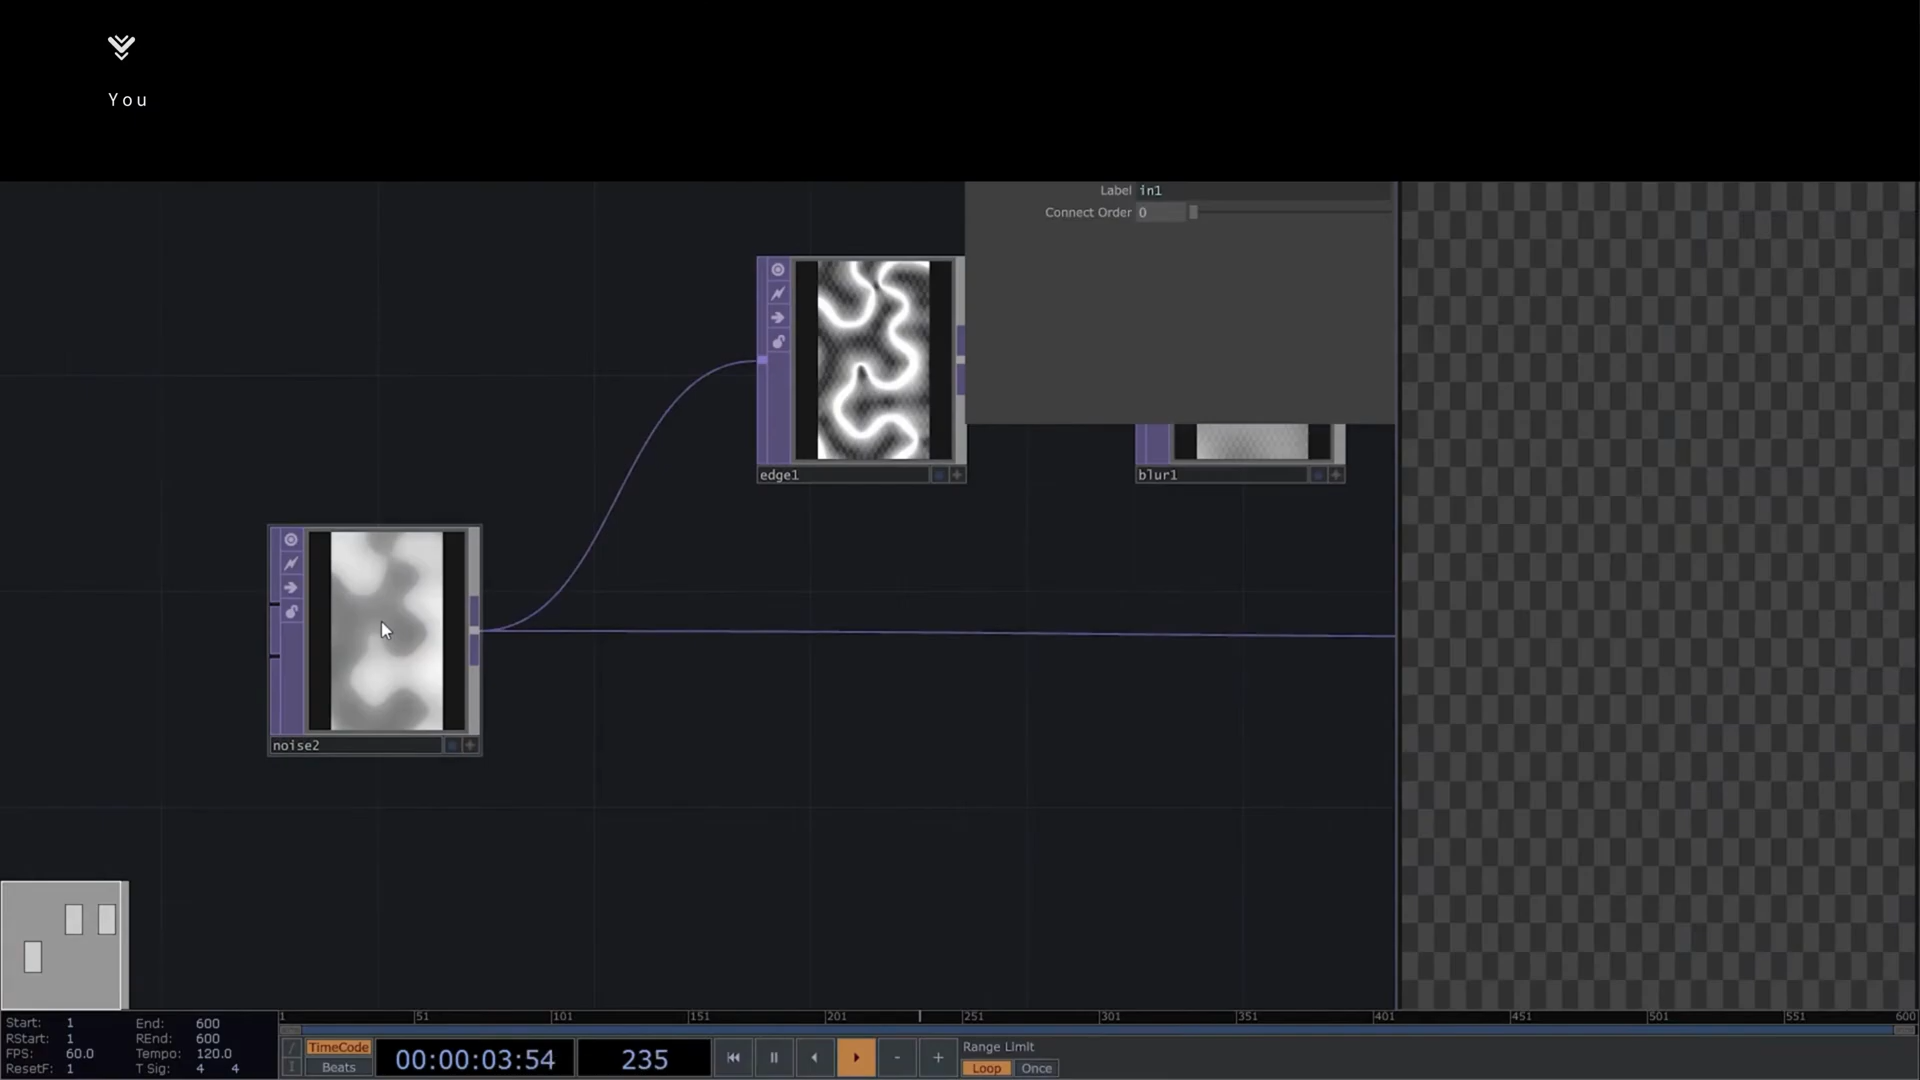 You
Label in1
Connect Order 0
edge1
blur1
noise2
1 51 101 151 201 251 301 351 401 451 501 551 600
Start: 1 End: 600
RStart: 1 REnd: 600
FPS: 60.0 Tempo: 120.0
ResetF: 1 T Sig: 4 4
TimeCode
Beats
00:00:03:54
235
- +
Range Limit
Loop Once